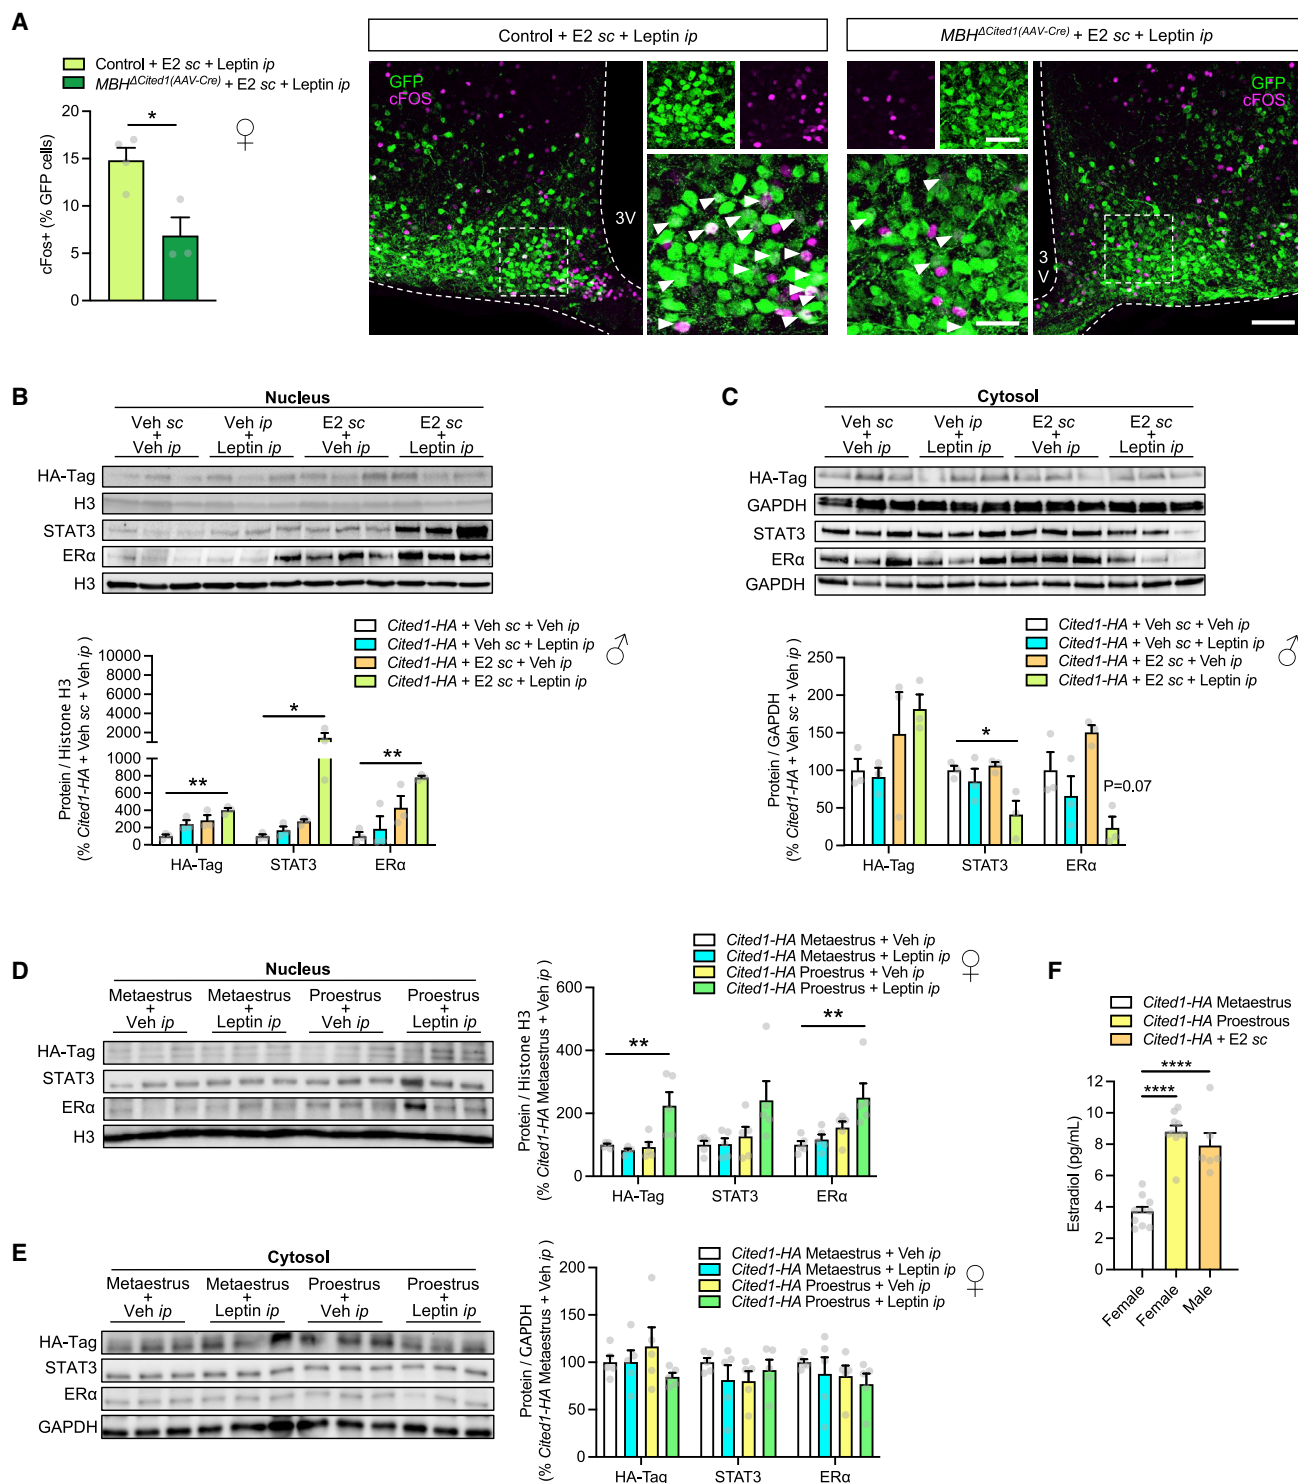 A
Control + E2 sc + Leptin ip
MBHΔCited1(AAV-Cre) + E2 sc + Leptin ip
cFos+ (% GFP cells)
20
15
10
5
0
*
♀
Control + E2 sc + Leptin ip
GFP
cFOS
3V
MBHΔCited1(AAV-Cre) + E2 sc + Leptin ip
GFP
cFOS
3
V
B
Nucleus
Veh sc Veh ip E2 sc E2 sc
+ + + +
Veh ip Leptin ip Veh ip Leptin ip
HA-Tag
H3
STAT3
ERα
H3
Cited1-HA + Veh sc + Veh ip
Cited1-HA + Veh sc + Leptin ip
Cited1-HA + E2 sc + Veh ip
Cited1-HA + E2 sc + Leptin ip
♂
Protein / Histone H3
(% Cited1-HA + Veh sc + Veh ip)
10000
8000
6000
4000
2000
800
600
400
200
0
** * **
HA-Tag STAT3 ERα
C
Cytosol
Veh sc Veh ip E2 sc E2 sc
+ + + +
Veh ip Leptin ip Veh ip Leptin ip
HA-Tag
GAPDH
STAT3
ERα
GAPDH
Cited1-HA + Veh sc + Veh ip
Cited1-HA + Veh sc + Leptin ip
Cited1-HA + E2 sc + Veh ip
Cited1-HA + E2 sc + Leptin ip
♂
Protein / GAPDH
(% Cited1-HA + Veh sc + Veh ip)
250
200
150
100
50
0
*
P=0.07
HA-Tag STAT3 ERα
D
Nucleus
Metaestrus Metaestrus Proestrus Proestrus
+ + + +
Veh ip Leptin ip Veh ip Leptin ip
HA-Tag
STAT3
ERα
H3
Cited1-HA Metaestrus + Veh ip
Cited1-HA Metaestrus + Leptin ip
Cited1-HA Proestrus + Veh ip
Cited1-HA Proestrus + Leptin ip
♀
Protein / Histone H3
(% Cited1-HA Metaestrus + Veh ip )
600
400
200
0
** **
HA-Tag STAT3 ERα
E
Cytosol
Metaestrus Metaestrus Proestrus Proestrus
+ + + +
Veh ip Leptin ip Veh ip Leptin ip
HA-Tag
STAT3
ERα
GAPDH
Cited1-HA Metaestrus + Veh ip
Cited1-HA Metaestrus + Leptin ip
Cited1-HA Proestrus + Veh ip
Cited1-HA Proestrus + Leptin ip
♀
Protein / GAPDH
(% Cited1-HA Metaestrus + Veh ip )
200
150
100
50
0
HA-Tag STAT3 ERα
F
Cited1-HA Metaestrus
Cited1-HA Proestrous
Cited1-HA + E2 sc
Estradiol (pg/mL)
12
10
8
6
4
2
0
****
****
Female Female Male